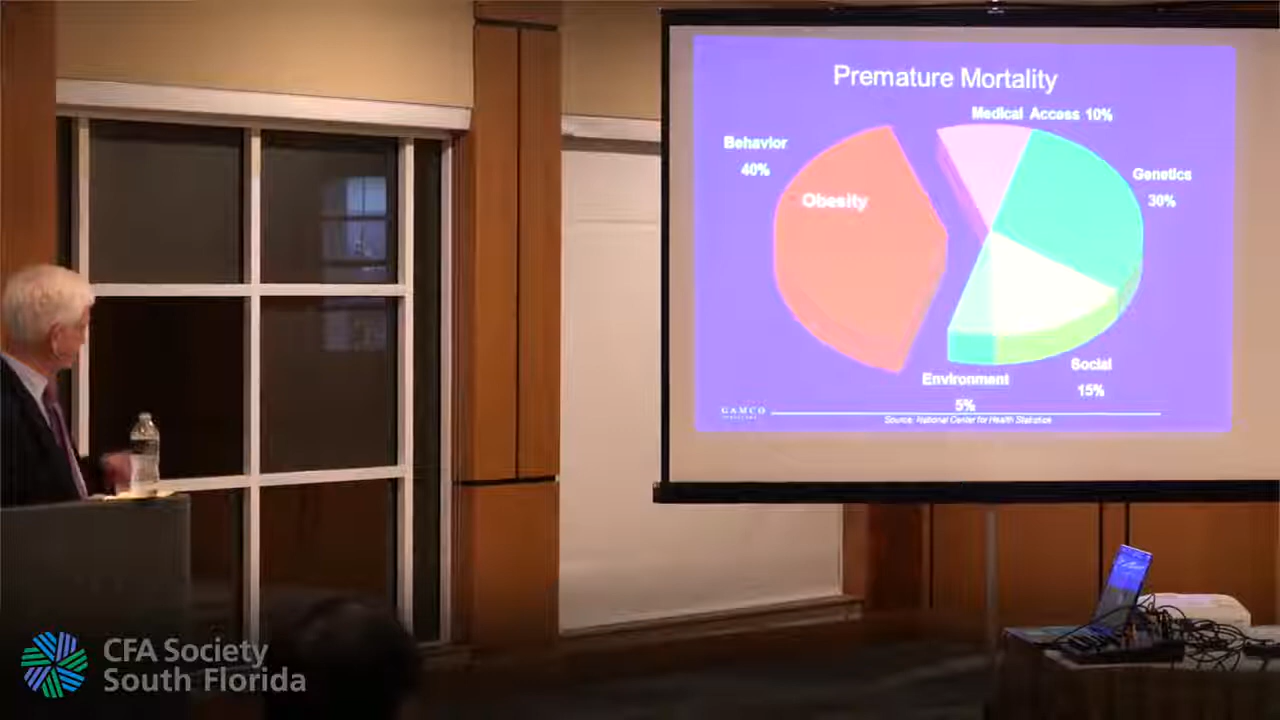 Premature Mortality
Medical Access 10%
Behavior
40%
Obesity
Genetics
30%
Social
15%
Environment
5%
GAMCO
Source: National Center for Health Statistics
CFA Society
South Florida